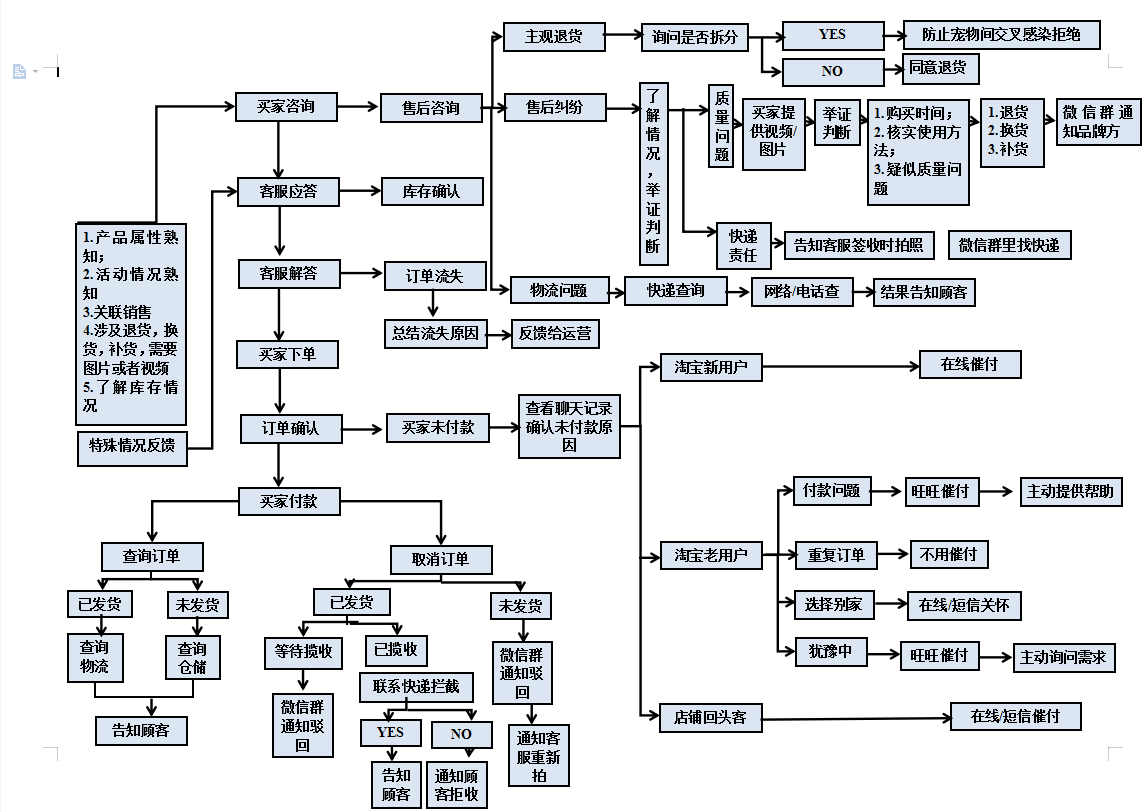 主观退货
询问是否拆分
YES
防止宠物间交叉感染拒绝
NO
同意退货
买家咨询
售后咨询
售后纠纷
了
解
情
况
，
举
证
判
断
质
量
问
题
买家提
供视频/
图片
举证
判断
1.购买时间；
2.核实使用方
法；
3.疑似质量问
题
1.退货
2.换货
3.补货
微信群通
知品牌方
客服应答
库存确认
快递
责任
告知客服签收时拍照
微信群里找快递
1.产品属性熟
知；
2.活动情况熟
知
3.关联销售
4.涉及退货，换
货，补货，需要
图片或者视频
5.了解库存情
况
客服解答
订单流失
物流问题
快递查询
网络/电话查
结果告知顾客
总结流失原因
反馈给运营
买家下单
淘宝新用户
在线催付
特殊情况反馈
订单确认
买家未付款
查看聊天记录
确认未付款原
因
买家付款
付款问题
旺旺催付
主动提供帮助
查询订单
取消订单
淘宝老用户
重复订单
不用催付
已发货
未发货
已发货
未发货
选择别家
在线/短信关怀
查询
物流
查询
仓储
等待揽收
已揽收
微信群
通知驳
回
犹豫中
旺旺催付
主动询问需求
联系快递拦截
微信群
通知驳
回
告知顾客
YES
NO
通知客
服重新
拍
店铺回头客
在线/短信催付
告知
顾客
通知顾
客拒收